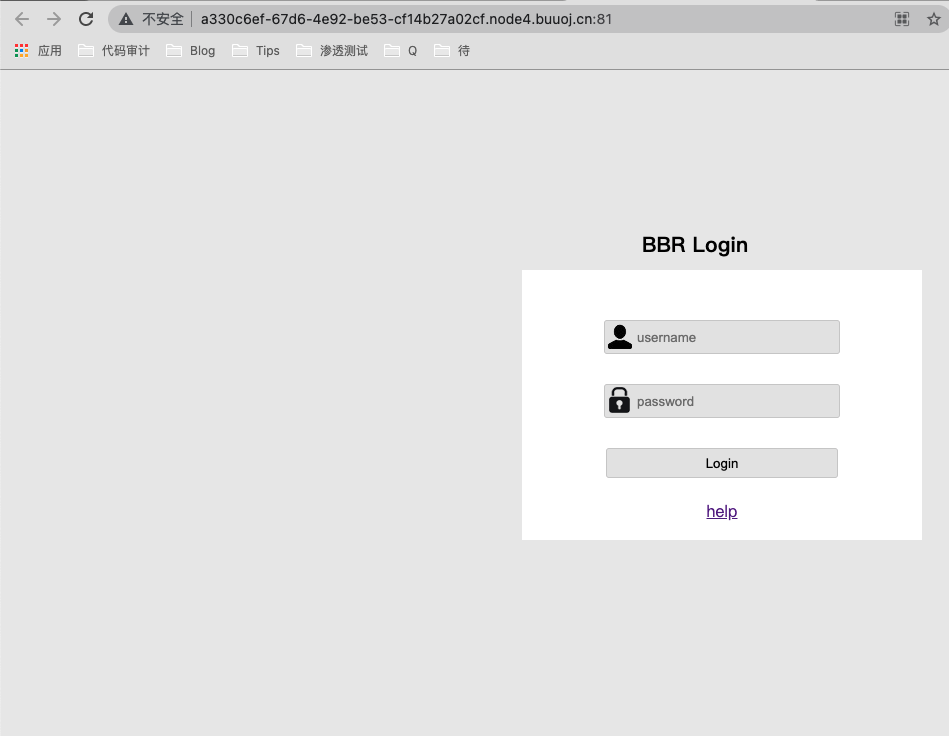 不安全 a330c6ef-67d6-4e92-be53-cf14b27a02cf.node4.buuoj.cn:81
应用 代码审计 Blog Tips 渗透测试 Q 待
BBR Login
username
password
Login
help